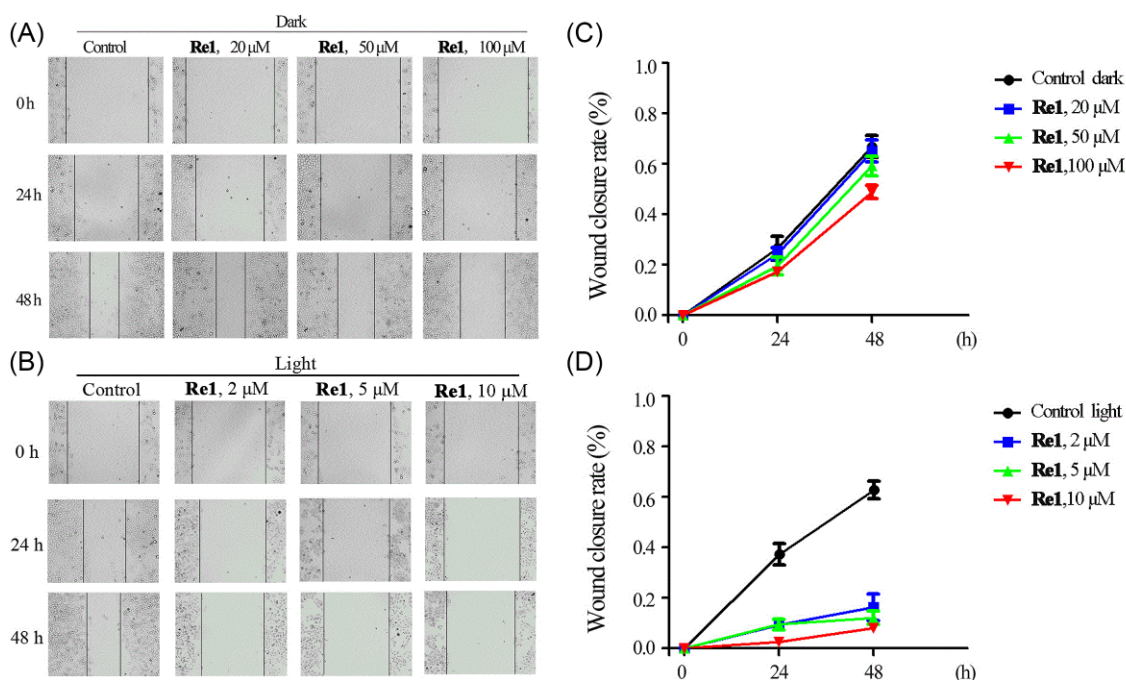 (A)
Dark
Control Re1, 20 μM Re1, 50 μM Re1, 100 μM
0h
24h
48h
(B)
Light
Control Re1, 2 μM Re1, 5 μM Re1, 10 μM
0 h
24 h
48 h
(C)
Wound closure rate (%)
1.0
0.8
0.6
0.4
0.2
0.0
0 24 48 (h)
Control dark
Re1, 20 μM
Re1, 50 μM
Re1,100 μM
(D)
Wound closure rate (%)
1.0
0.8
0.6
0.4
0.2
0.0
0 24 48 (h)
Control light
Re1, 2 μM
Re1, 5 μM
Re1,10 μM